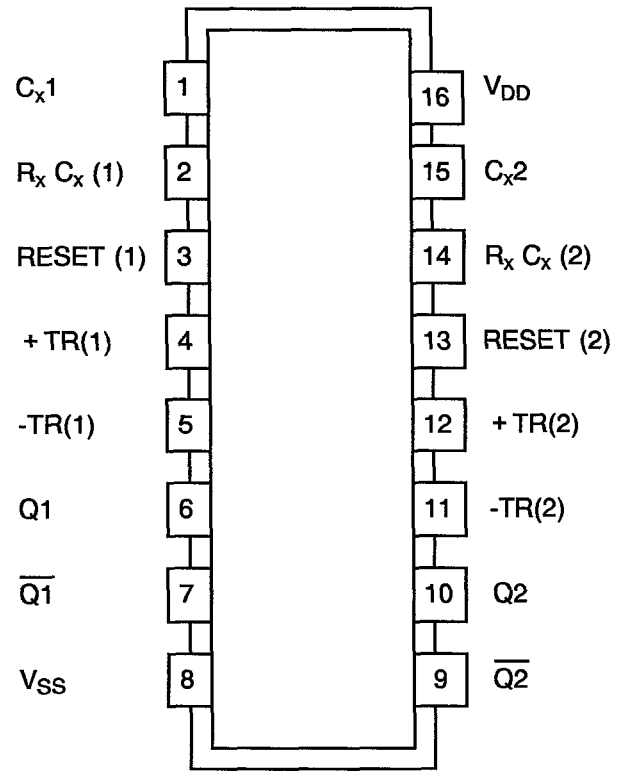 Cx1 1 16 VDD
Rx Cx (1) 2 15 Cx2
RESET (1) 3 14 Rx Cx (2)
+ TR(1) 4 13 RESET (2)
-TR(1) 5 12 + TR(2)
Q1 6 11 -TR(2)
Q̅1̅ 7 10 Q2
VSS 8 9 Q̅2̅